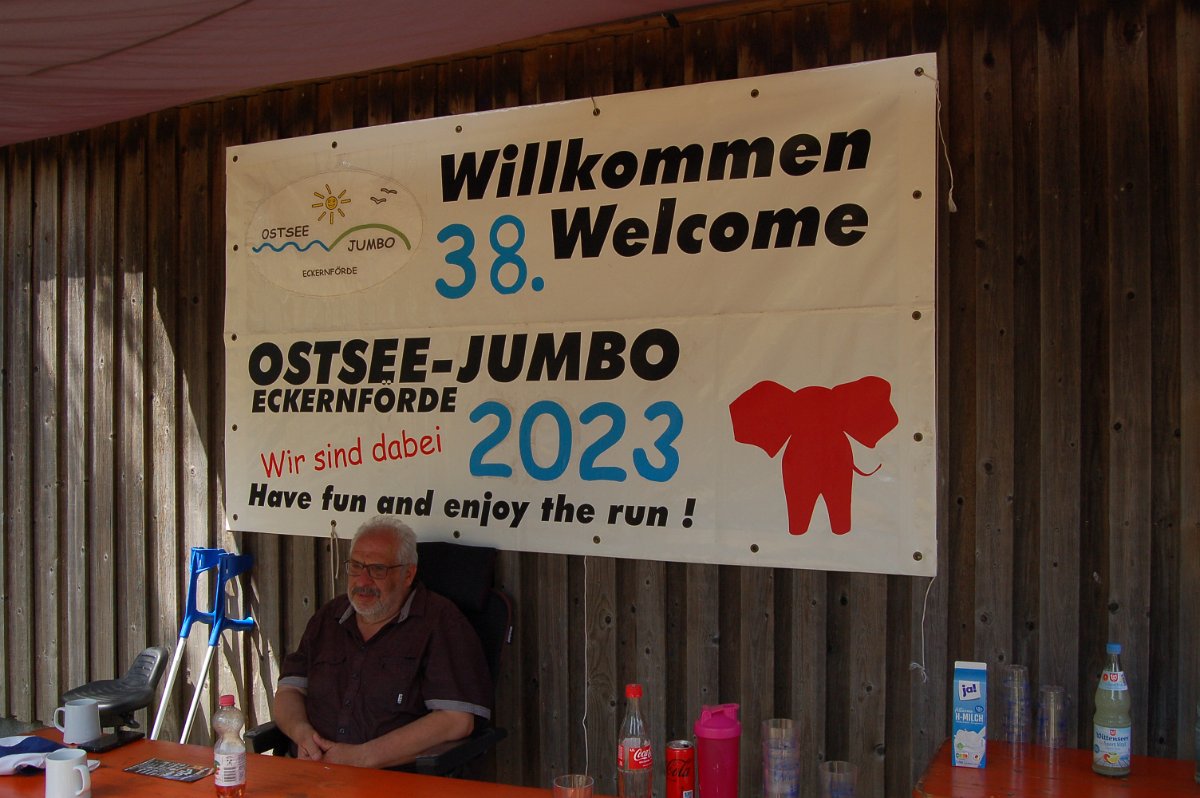 Willkommen
OSTSEE
JUMBO
ECKERNFÖRDE
38. Welcome
OSTSEE-JUMBO
ECKERNFÖRDE
2023
Wir sind dabei
Have fun and enjoy the run !
Coca-Cola
ja!
H-MILCH
Wittenseer